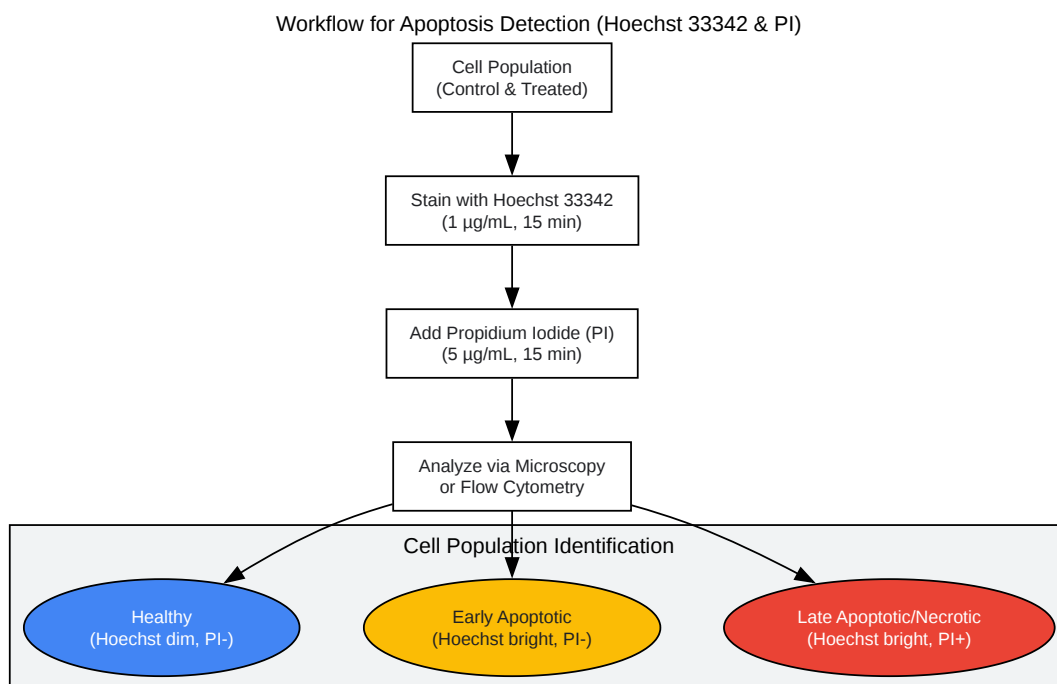 Workflow for Apoptosis Detection (Hoechst 33342 & PI)
Cell Population
(Control & Treated)
Stain with Hoechst 33342
(1 µg/mL, 15 min)
Add Propidium Iodide (PI)
(5 µg/mL, 15 min)
Analyze via Microscopy
or Flow Cytometry
Cell Population Identification
Healthy
(Hoechst dim, PI-)
Early Apoptotic
(Hoechst bright, PI-)
Late Apoptotic/Necrotic
(Hoechst bright, PI+)